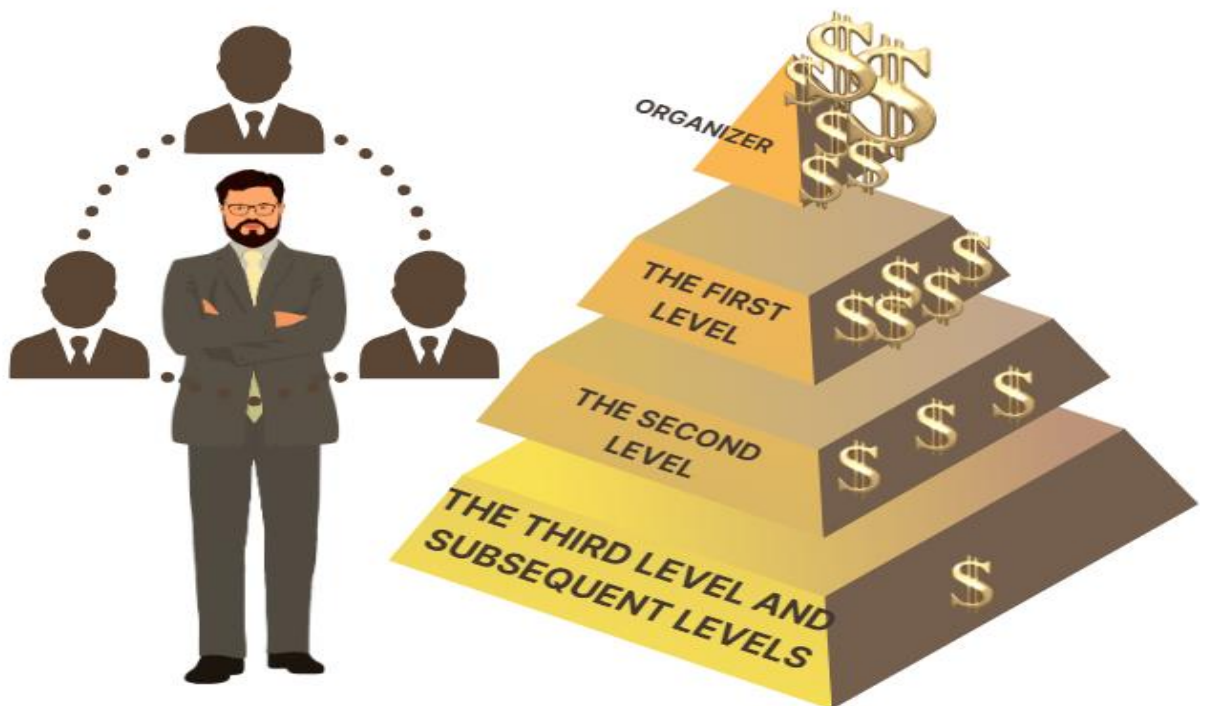 ORGANIZER
THE FIRST
LEVEL
THE SECOND
LEVEL
THE THIRD LEVEL AND
SUBSEQUENT LEVELS